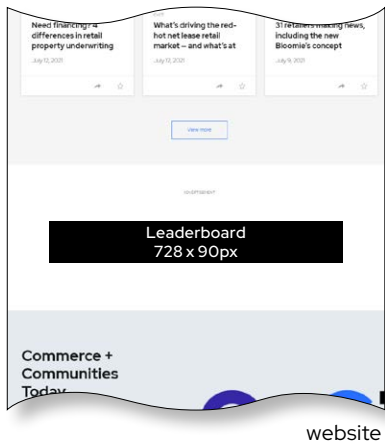 Need financing? 4
differences in retail
property underwriting
July 12, 2021
What's driving the red-
hot net lease retail
market – and what's at
July 12, 2021
31 retailers making news,
including the new
Bloomie's concept
July 9, 2021
View more
ADVERTISEMENT
Leaderboard
728 x 90px
Commerce +
Communities
Today
website